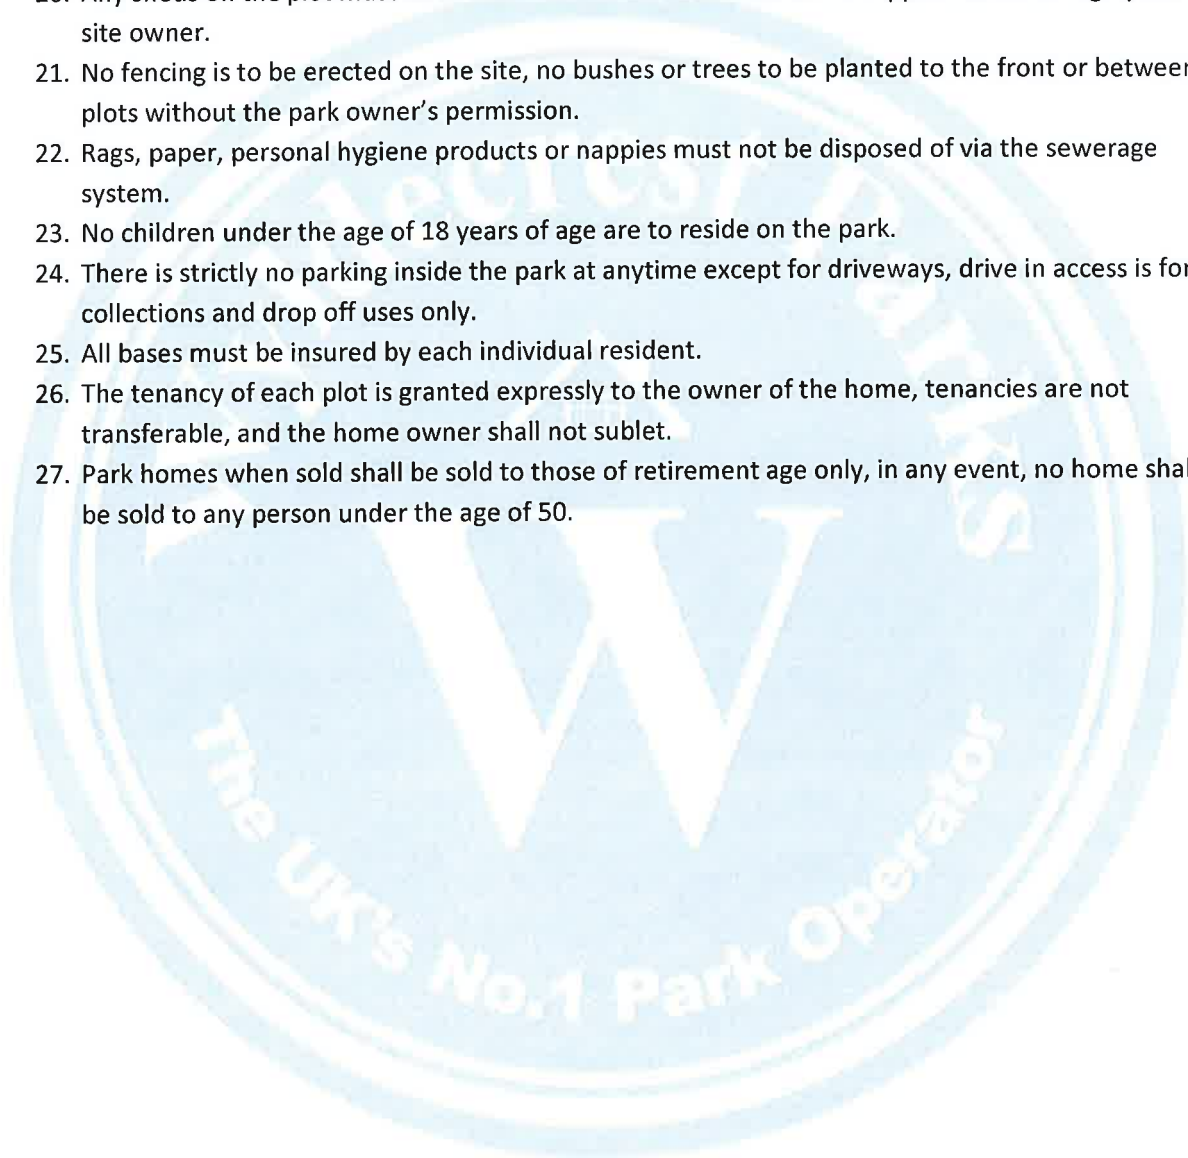 site owner.
21. No fencing is to be erected on the site, no bushes or trees to be planted to the front or between
plots without the park owner's permission.
22. Rags, paper, personal hygiene products or nappies must not be disposed of via the sewerage
system.
23. No children under the age of 18 years of age are to reside on the park.
24. There is strictly no parking inside the park at anytime except for driveways, drive in access is for
collections and drop off uses only.
25. All bases must be insured by each individual resident.
26. The tenancy of each plot is granted expressly to the owner of the home, tenancies are not
transferable, and the home owner shall not sublet.
27. Park homes when sold shall be sold to those of retirement age only, in any event, no home shal
be sold to any person under the age of 50.
Wyldecrest Parks
W
The UK's No.1 Park Operator